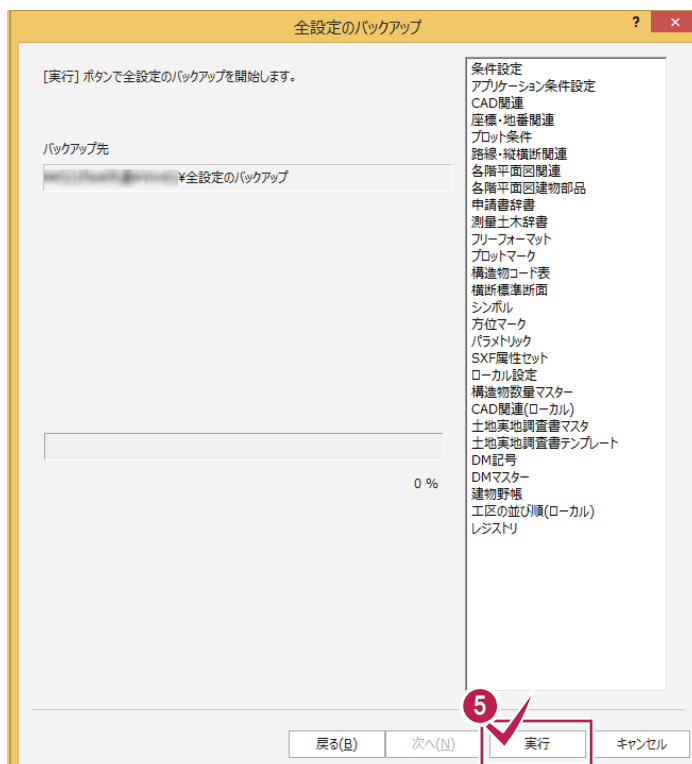 全設定のバックアップ
?
×
[実行] ボタンで全設定のバックアップを開始します。
バックアップ先
¥全設定のバックアップ
0 %
条件設定
アプリケーション条件設定
CAD関連
座標・地番関連
プロット条件
路線・縦横断関連
各階平面図関連
各階平面図建物部品
申請書辞書
測量土木辞書
フリーフォーマット
プロットマーク
構造物コード表
横断標準断面
シンボル
方位マーク
パラメトリック
SXF属性セット
ローカル設定
構造物数量マスター
CAD関連(ローカル)
土地実地調査書マスタ
土地実地調査書テンプレート
DM記号
DMマスター
建物野帳
工区の並び順(ローカル)
レジストリ
5
戻る(B)
次へ(N)
実行
キャンセル